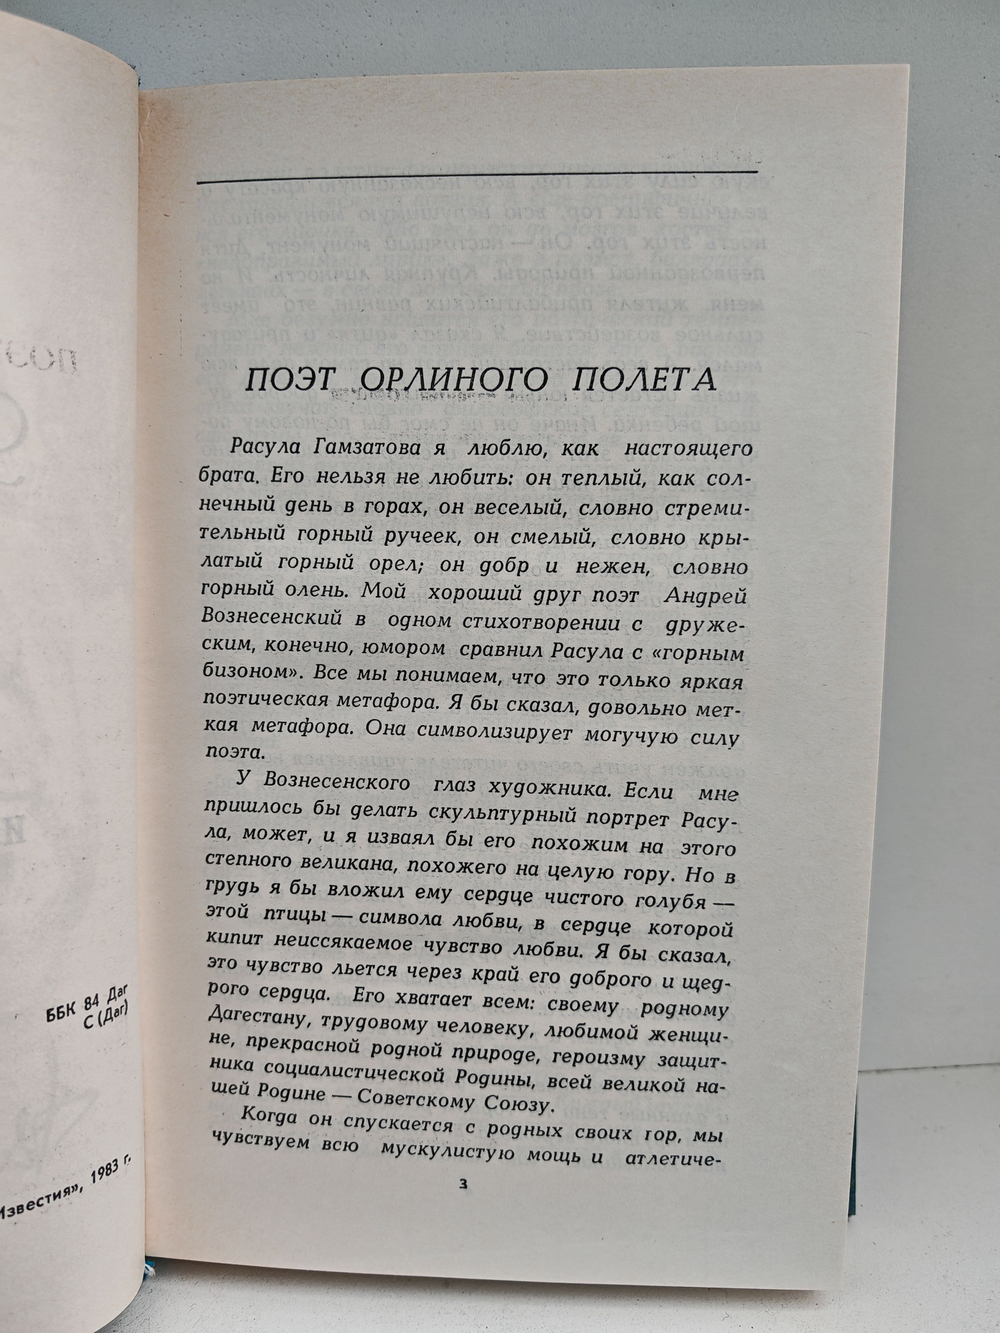 ББК 84 Даг
С (Даг)
Известия», 1983 г.
ПОЭТ ОРЛИНОГО ПОЛЕТА
Расула Гамзатова я люблю, как настоящего
брата. Его нельзя не любить: он теплый, как сол-
нечный день в горах, он веселый, словно стреми-
тельный горный ручеек, он смелый, словно кры-
латый горный орел; он добр и нежен, словно
горный олень. Мой хороший друг поэт Андрей
Вознесенский в одном стихотворении с друже-
ским, конечно, юмором сравнил Расула с «горным
бизоном». Все мы понимаем, что это только яркая
поэтическая метафора. Я бы сказал, довольно мет-
кая метафора. Она символизирует могучую силу
поэта.
У Вознесенского глаз художника. Если мне
пришлось бы делать скульптурный портрет Расу-
ла, может, и я изваял бы его похожим на этого
степного великана, похожего на целую гору. Но в
грудь я бы вложил ему сердце чистого голубя —
этой птицы — символа любви, в сердце которой
кипит неиссякаемое чувство любви. Я бы сказал,
это чувство льется через край его доброго и щед-
рого сердца. Его хватает всем: своему родному
Дагестану, трудовому человеку, любимой женщи-
не, прекрасной родной природе, героизму защит-
ника социалистической Родины, всей великой на-
шей Родине — Советскому Союзу.
Когда он спускается с родных своих гор, мы
чувствуем всю мускулистую мощь и атлетиче-
3